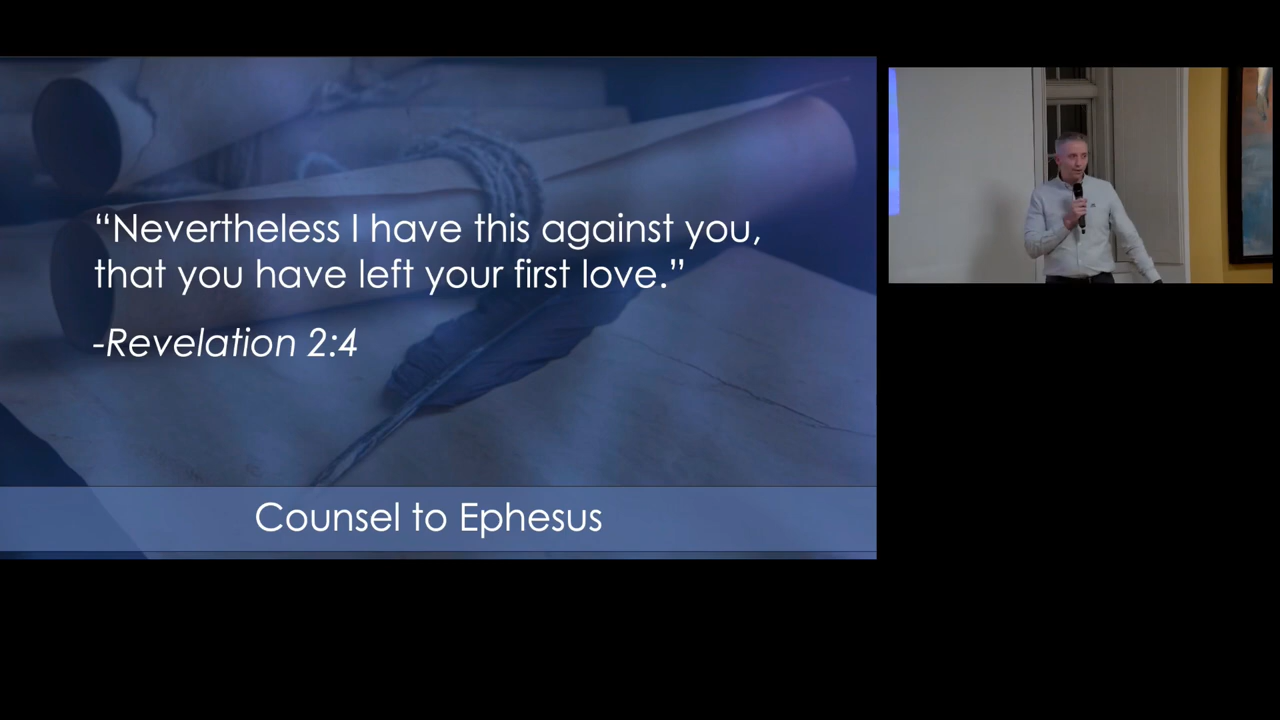 “Nevertheless I have this against you,
that you have left your first love.”
-Revelation 2:4
Counsel to Ephesus